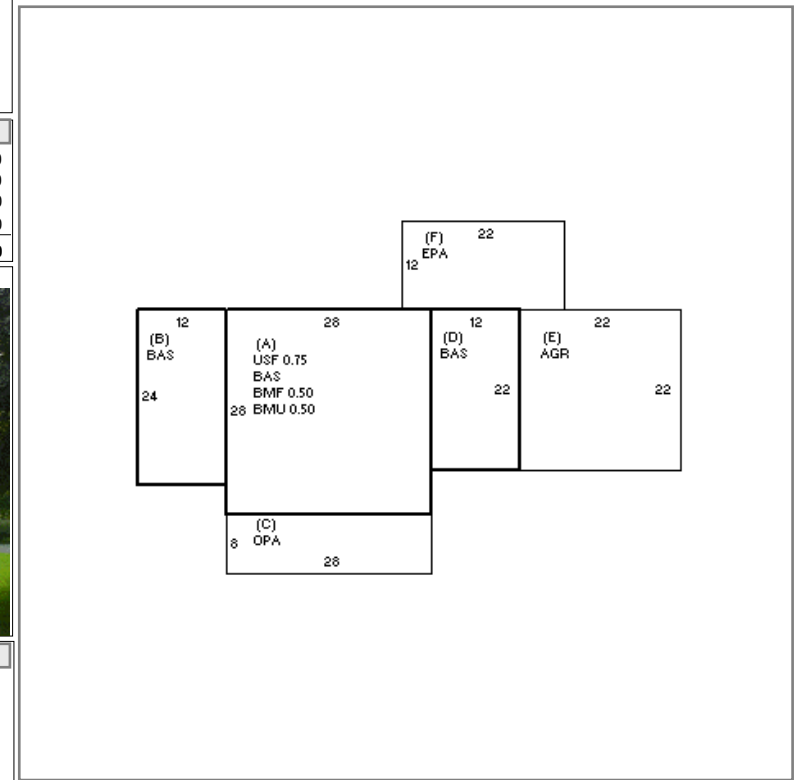 (F)
22
12
EPA
12
(B)
BAS
24
28
(A)
USF 0.75
BAS
BMF 0.50
28 BMU 0.50
12
(D)
BAS
22
22
(E)
AGR
22
(C)
8 OPA
28